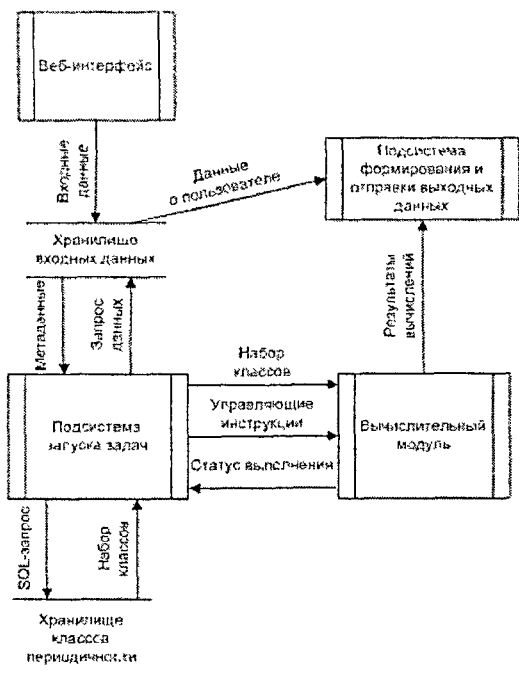 Веб-интерфейс
Входные
данные
Данные
о пользователе
Подсистема
формирования и
отправки выходных
данных
Хранилище
входных данных
Метаданные
Запрос
данных
Результаты
вычислений
Набор
классов
Управляющие
инструкции
Статус выполнения
Подсистема
запуска задач
Вычислительный
модуль
SQL-запрос
Набор
классов
Хранилище
класса
периодичности